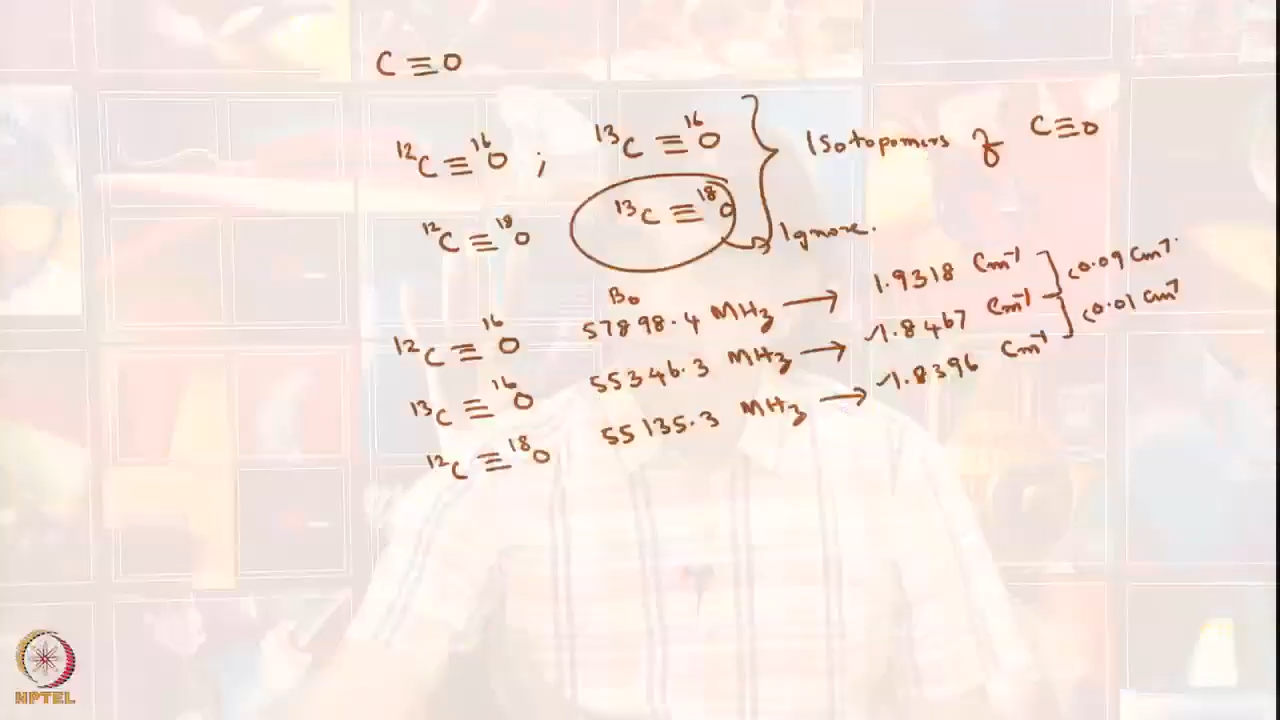 C≡O
¹²C≡¹⁶O ; ¹³C≡¹⁶O } Isotopomers of C≡O
¹²C≡¹⁸O ¹³C≡¹⁸O → Ignore.
B₀
¹²C≡¹⁶O 57898.4 MHz → 1.9318 cm⁻¹
¹³C≡¹⁶O 55346.3 MHz → 1.8467 cm⁻¹
¹²C≡¹⁸O 55135.3 MHz → 1.8396 cm⁻¹
<0.09 cm⁻¹
<0.01 cm⁻¹
NPTEL